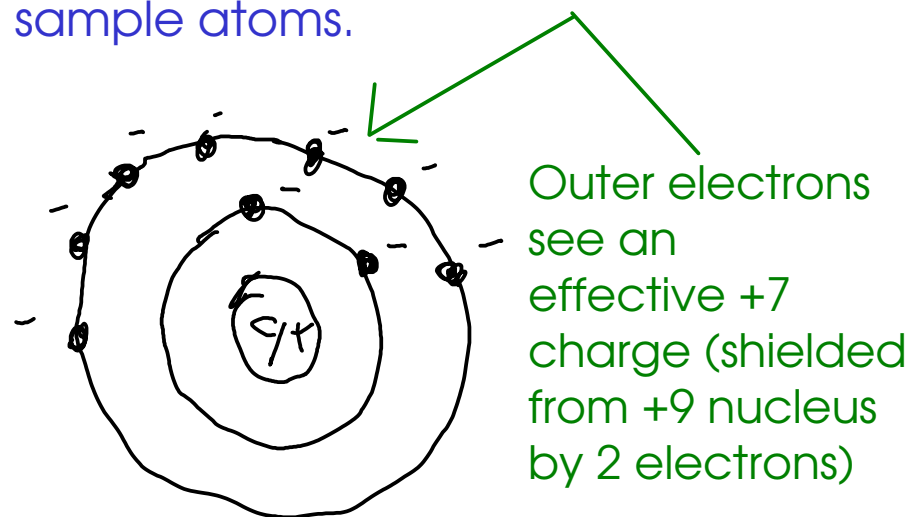 sample atoms.
Outer electrons
see an
effective +7
charge (shielded
from +9 nucleus
by 2 electrons)